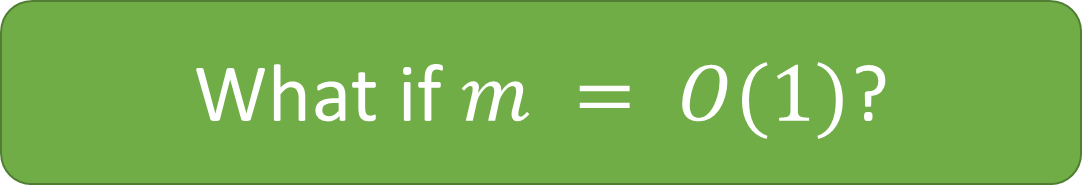 What if m = O(1)?